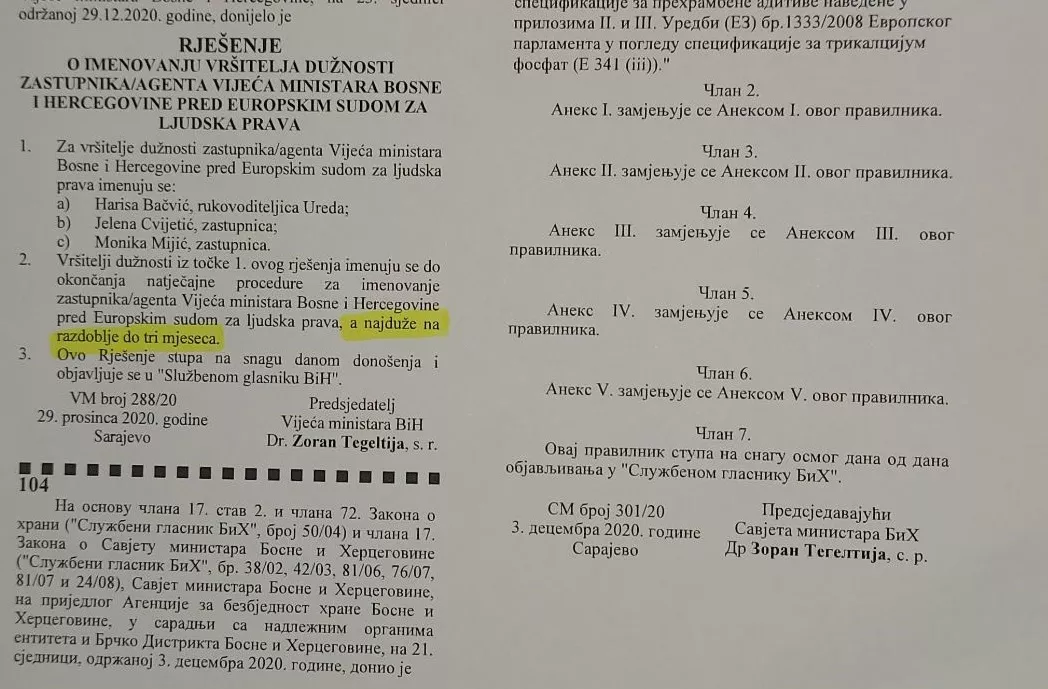 održanoj 29.12.2020. godine, donijelo je
RJEŠENJE
O IMENOVANJU VRŠITELJA DUŽNOSTI
ZASTUPNIKA/AGENTA VIJEĆA MINISTARA BOSNE
I HERCEGOVINE PRED EUROPSKIM SUDOM ZA
LJUDSKA PRAVA
1. Za vršitelje dužnosti zastupnika/agenta Vijeća ministara
Bosne i Hercegovine pred Europskim sudom za ljudska
prava imenuju se:
a) Harisa Bačvić, rukovoditeljica Ureda;
b) Jelena Cvijetić, zastupnica;
c) Monika Mijić, zastupnica.
2. Vršitelji dužnosti iz točke 1. ovog rješenja imenuju se do
okončanja natječajne procedure za imenovanje
zastupnika/agenta Vijeća ministara Bosne i Hercegovine
pred Europskim sudom za ljudska prava, a najduže na
razdoblje do tri mjeseca.
3. Ovo Rješenje stupa na snagu danom donošenja i
objavljuje se u "Službenom glasniku BiH".
VM broj 288/20
29. prosinca 2020. godine
Sarajevo
Predsjedatelj
Vijeća ministara BiH
Dr. Zoran Tegeltija, s. r.
104
На основу члана 17. став 2. и члана 72. Закона о
храни ("Службени гласник БиХ", број 50/04) и члана 17.
Закона о Савјету министара Босне и Херцеговине
("Службени гласник БиХ", бр. 38/02, 42/03, 81/06, 76/07,
81/07 и 24/08), Савјет министара Босне и Херцеговине,
на приједлог Агенције за безбједност хране Босне и
Херцеговине, у сарадњи са надлежним органима
ентитета и Брчко Дистрикта Босне и Херцеговине, на 21.
сједници, одржаној 3. децембра 2020. године, донио је
спецификације за прехрамбене адитиве наведене у
прилозима II. и III. Уредби (ЕЗ) бр.1333/2008 Европског
парламента у погледу спецификације за трикалцијум
фосфат (E 341 (iii))."
Члан 2.
Анекс I. замјењује се Анексом I. овог правилника.
Члан 3.
Анекс II. замјењује се Анексом II. овог правилника.
Члан 4.
Анекс III. замјењује се Анексом III. овог
правилника.
Члан 5.
Анекс IV. замјењује се Анексом IV. овог
правилника.
Члан 6.
Анекс V. замјењује се Анексом V. овог правилника.
Члан 7.
Овај правилник ступа на снагу осмог дана од дана
објављивања у "Службеном гласнику БиХ".
СМ број 301/20
3. децембра 2020. године
Сарајево
Предсједавајући
Савјета министара БиХ
Др Зоран Тегелтија, с. р.